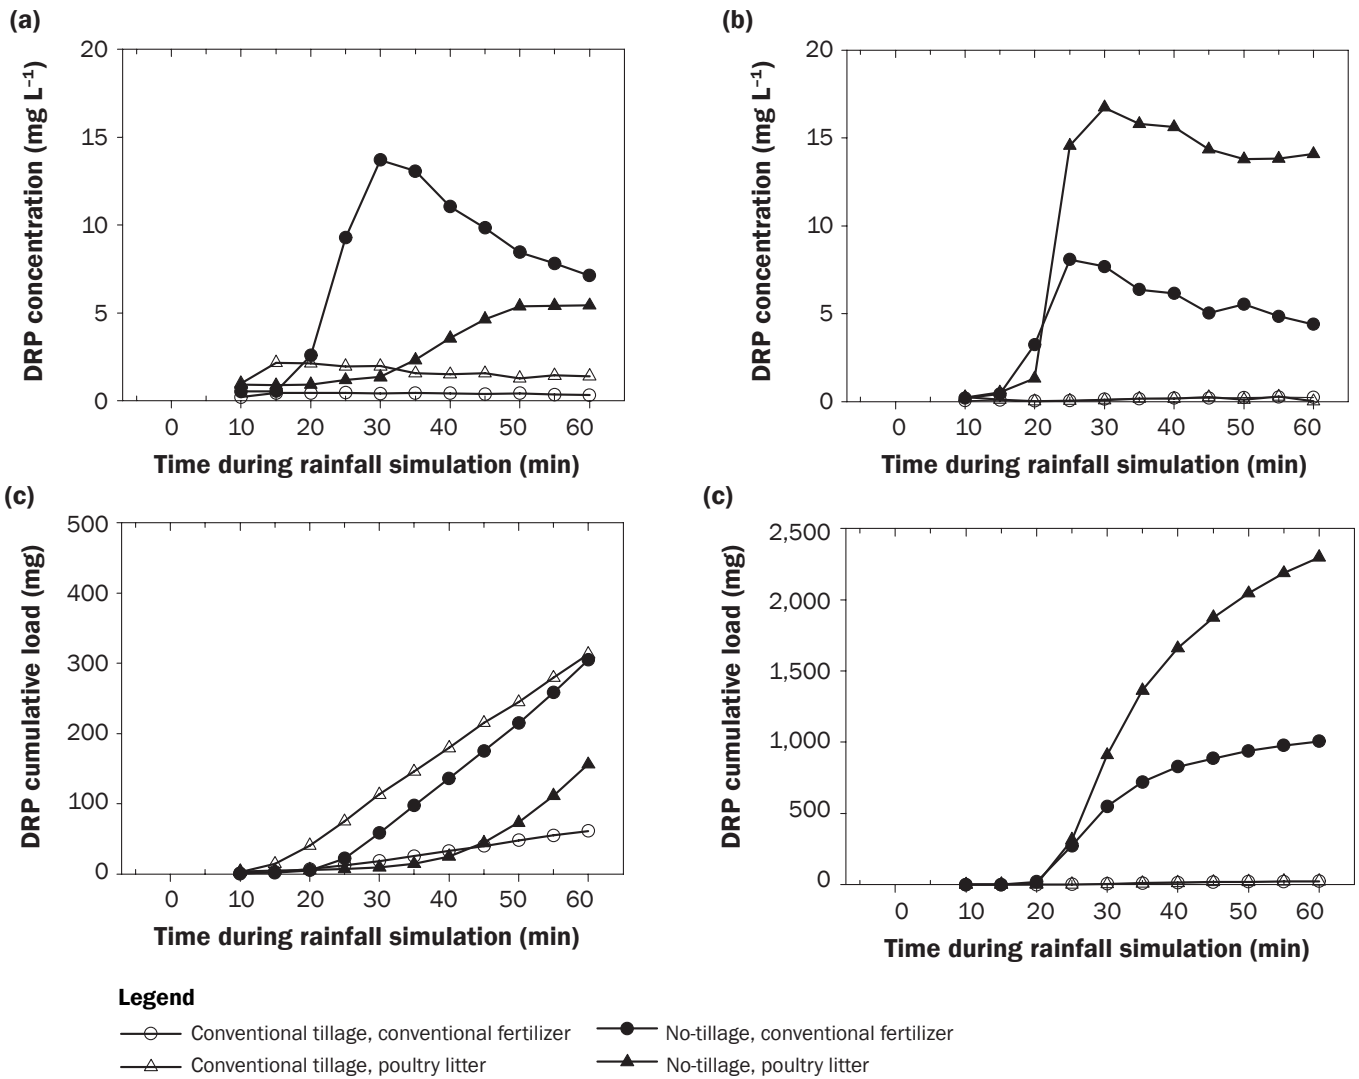 (a)
20
15
10
5
0
DRP concentration (mg L⁻¹)
0 10 20 30 40 50 60
Time during rainfall simulation (min)
(b)
20
15
10
5
0
DRP concentration (mg L⁻¹)
0 10 20 30 40 50 60
Time during rainfall simulation (min)
(c)
500
400
300
200
100
0
DRP cumulative load (mg)
0 10 20 30 40 50 60
Time during rainfall simulation (min)
(c)
2,500
2,000
1,500
1,000
500
0
DRP cumulative load (mg)
0 10 20 30 40 50 60
Time during rainfall simulation (min)
Legend
Conventional tillage, conventional fertilizer
No-tillage, conventional fertilizer
Conventional tillage, poultry litter
No-tillage, poultry litter